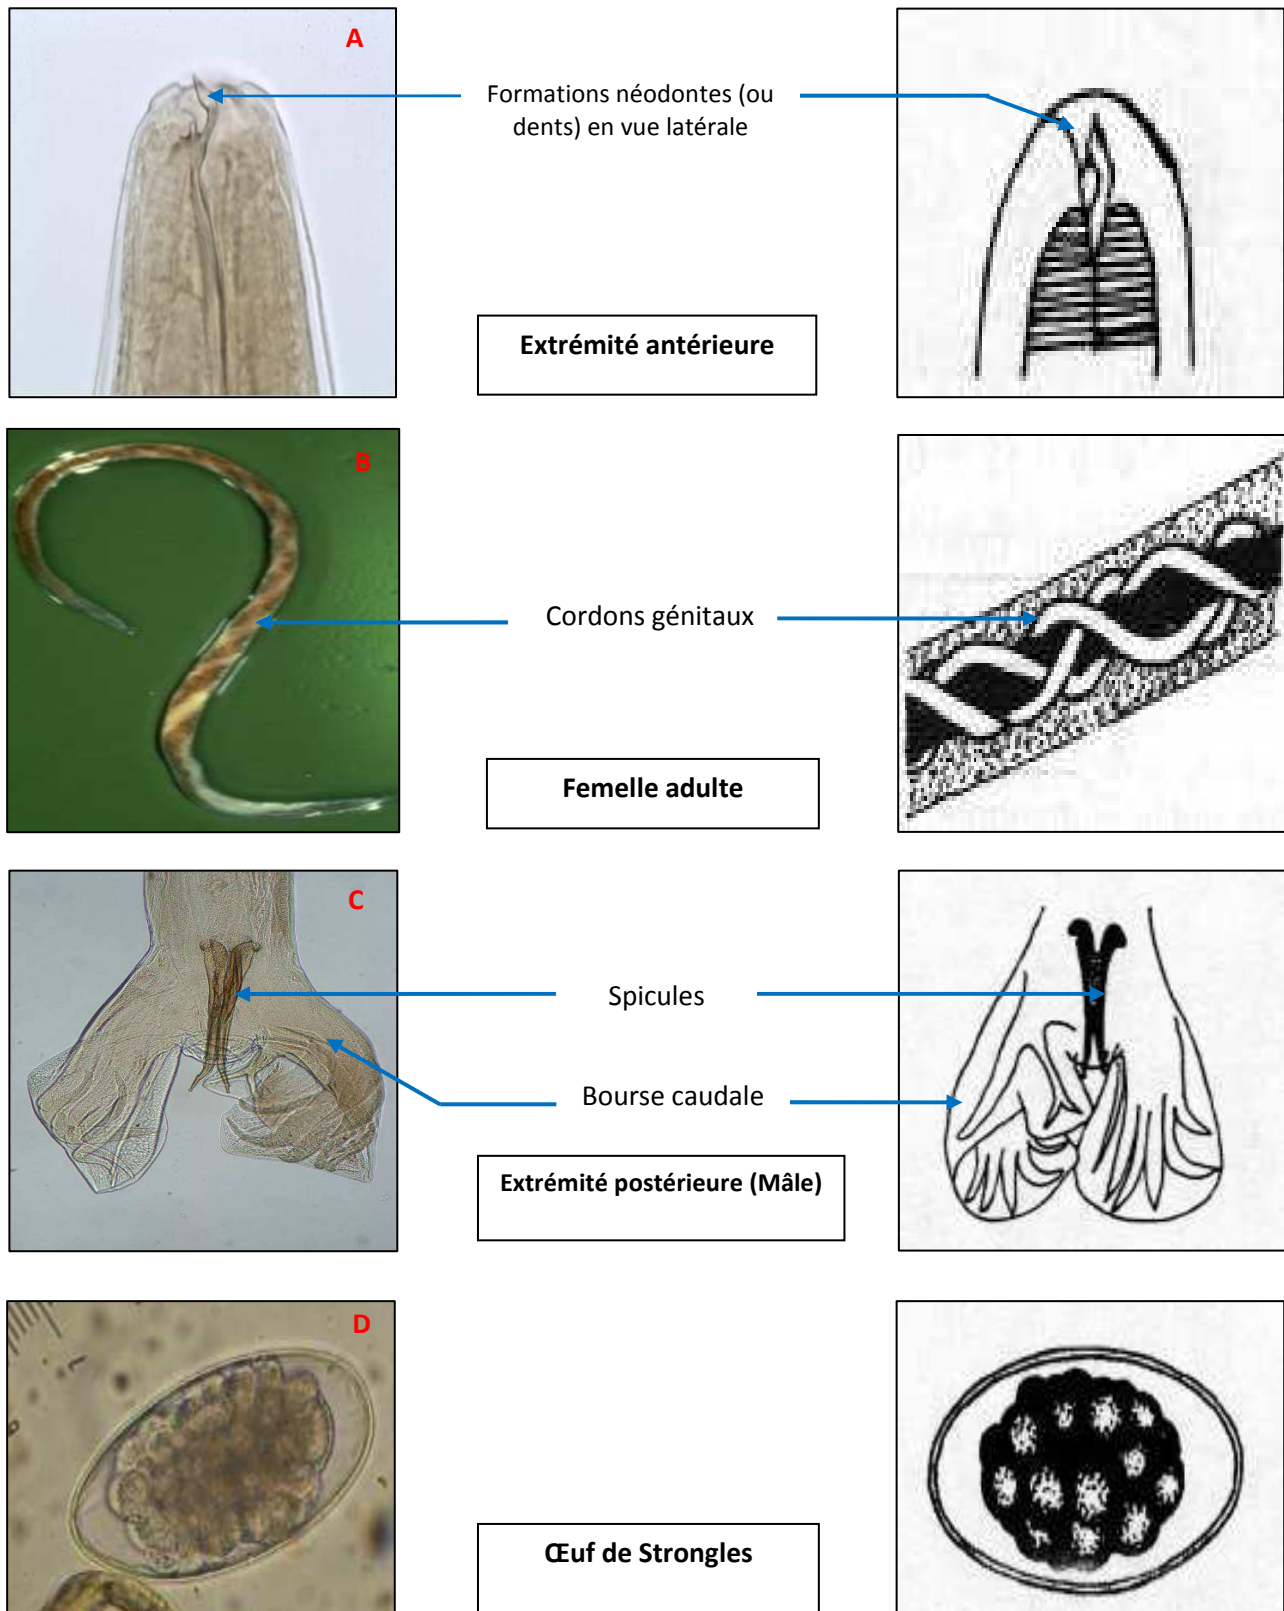 A
Formations néodontes (ou
dents) en vue latérale
Extrémité antérieure
B
Cordons génitaux
Femelle adulte
C
Spicules
Bourse caudale
Extrémité postérieure (Mâle)
D
Œuf de Strongles